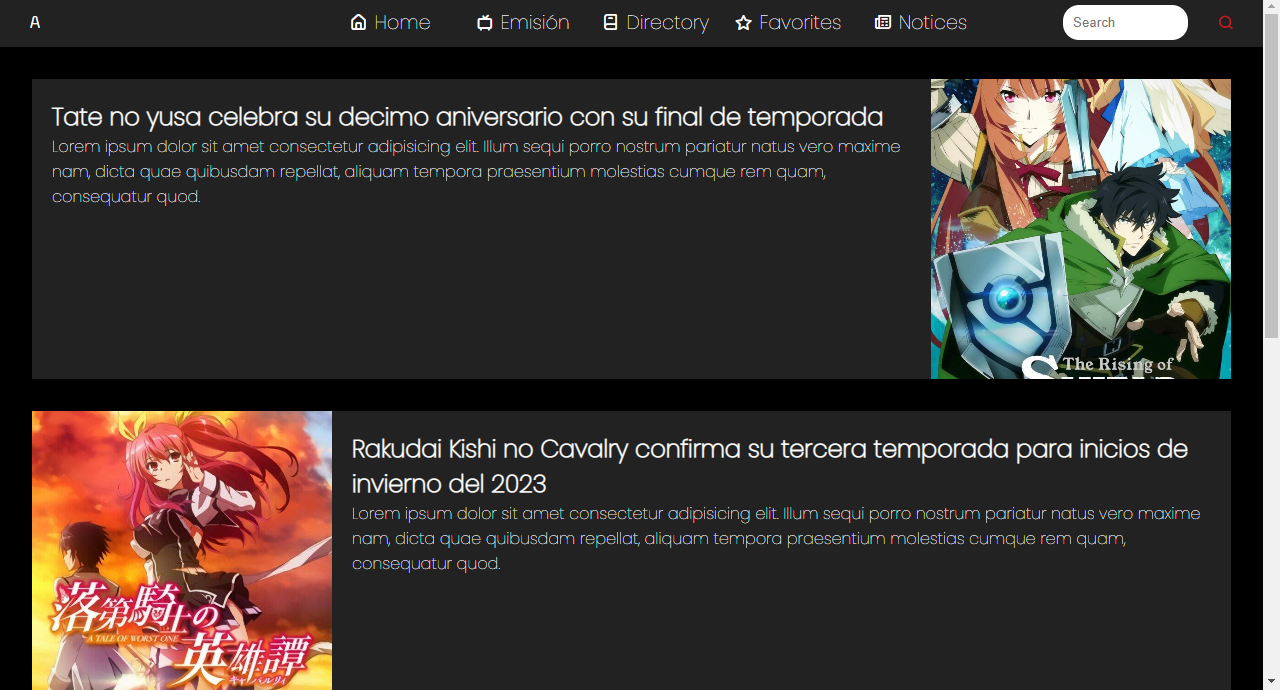 A
Home
Emisión
Directory
Favorites
Notices
Search
Tate no yusa celebra su decimo aniversario con su final de temporada
Lorem ipsum dolor sit amet consectetur adipisicing elit. Illum sequi porro nostrum pariatur natus vero maxime
nam, dicta quae quibusdam repellat, aliquam tempora praesentium molestias cumque rem quam,
consequatur quod.
The Rising of
Rakudai Kishi no Cavalry confirma su tercera temporada para inicios de
invierno del 2023
Lorem ipsum dolor sit amet consectetur adipisicing elit. Illum sequi porro nostrum pariatur natus vero maxime
nam, dicta quae quibusdam repellat, aliquam tempora praesentium molestias cumque rem quam,
consequatur quod.
落第騎士の
A TALE OF WORST ONE
英雄譚
キャバルリィ